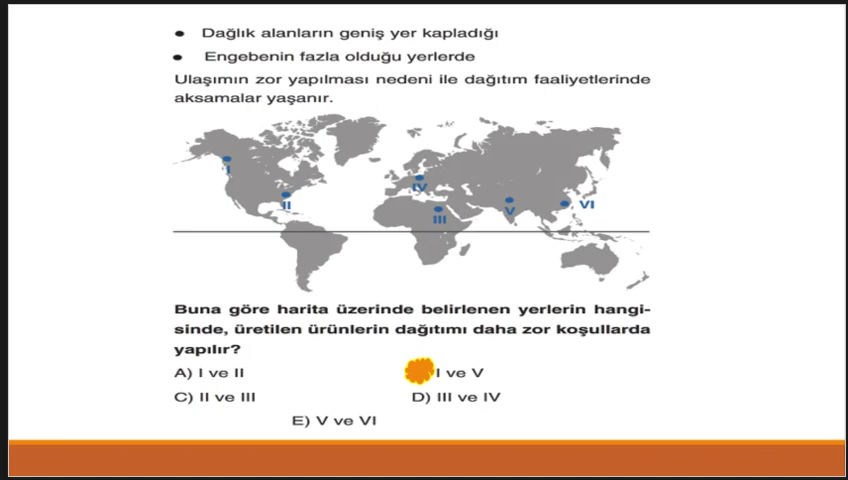 • Dağlık alanların geniş yer kapladığı
• Engebenin fazla olduğu yerlerde
Ulaşımın zor yapılması nedeni ile dağıtım faaliyetlerinde
aksamalar yaşanır.
I
II
III
IV
V
VI
Buna göre harita üzerinde belirlenen yerlerin hangi-
sinde, üretilen ürünlerin dağıtımı daha zor koşullarda
yapılır?
A) I ve II
I ve V
C) II ve III
D) III ve IV
E) V ve VI